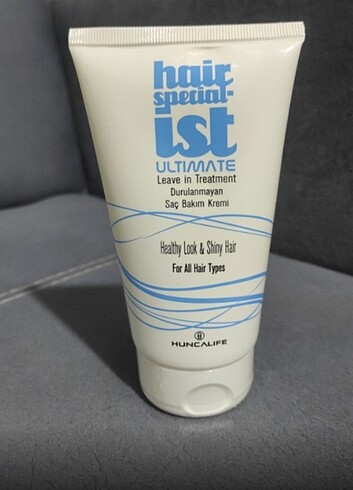 hair
special-
ist
ULTIMATE
Leave in Treatment
Durulanmayan
Saç Bakım Kremi
Healthy Look & Shiny Hair
For All Hair Types
HUNCALIFE